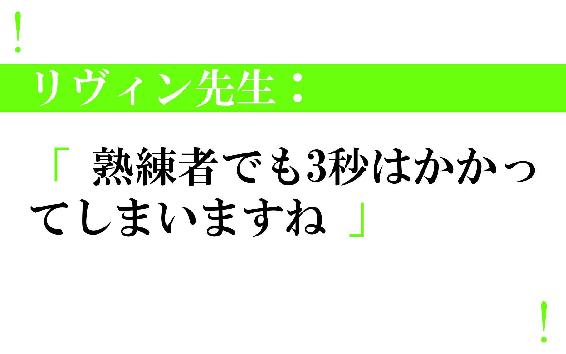 !
リヴィン先生：
「 熟練者でも3秒はかかっ
てしまいますね 」
!